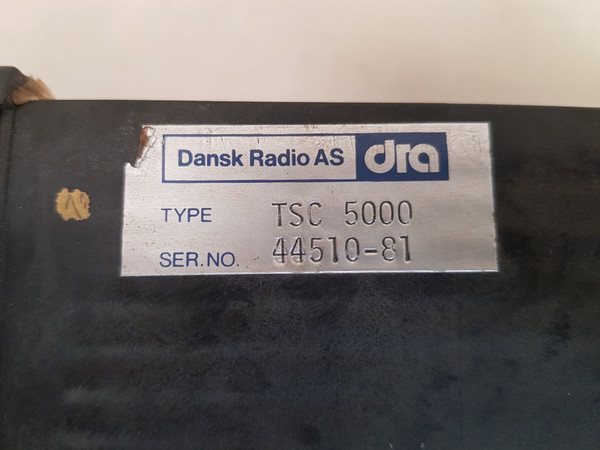 Dansk Radio AS dra
TYPE TSC 5000
SER.NO. 44510-81